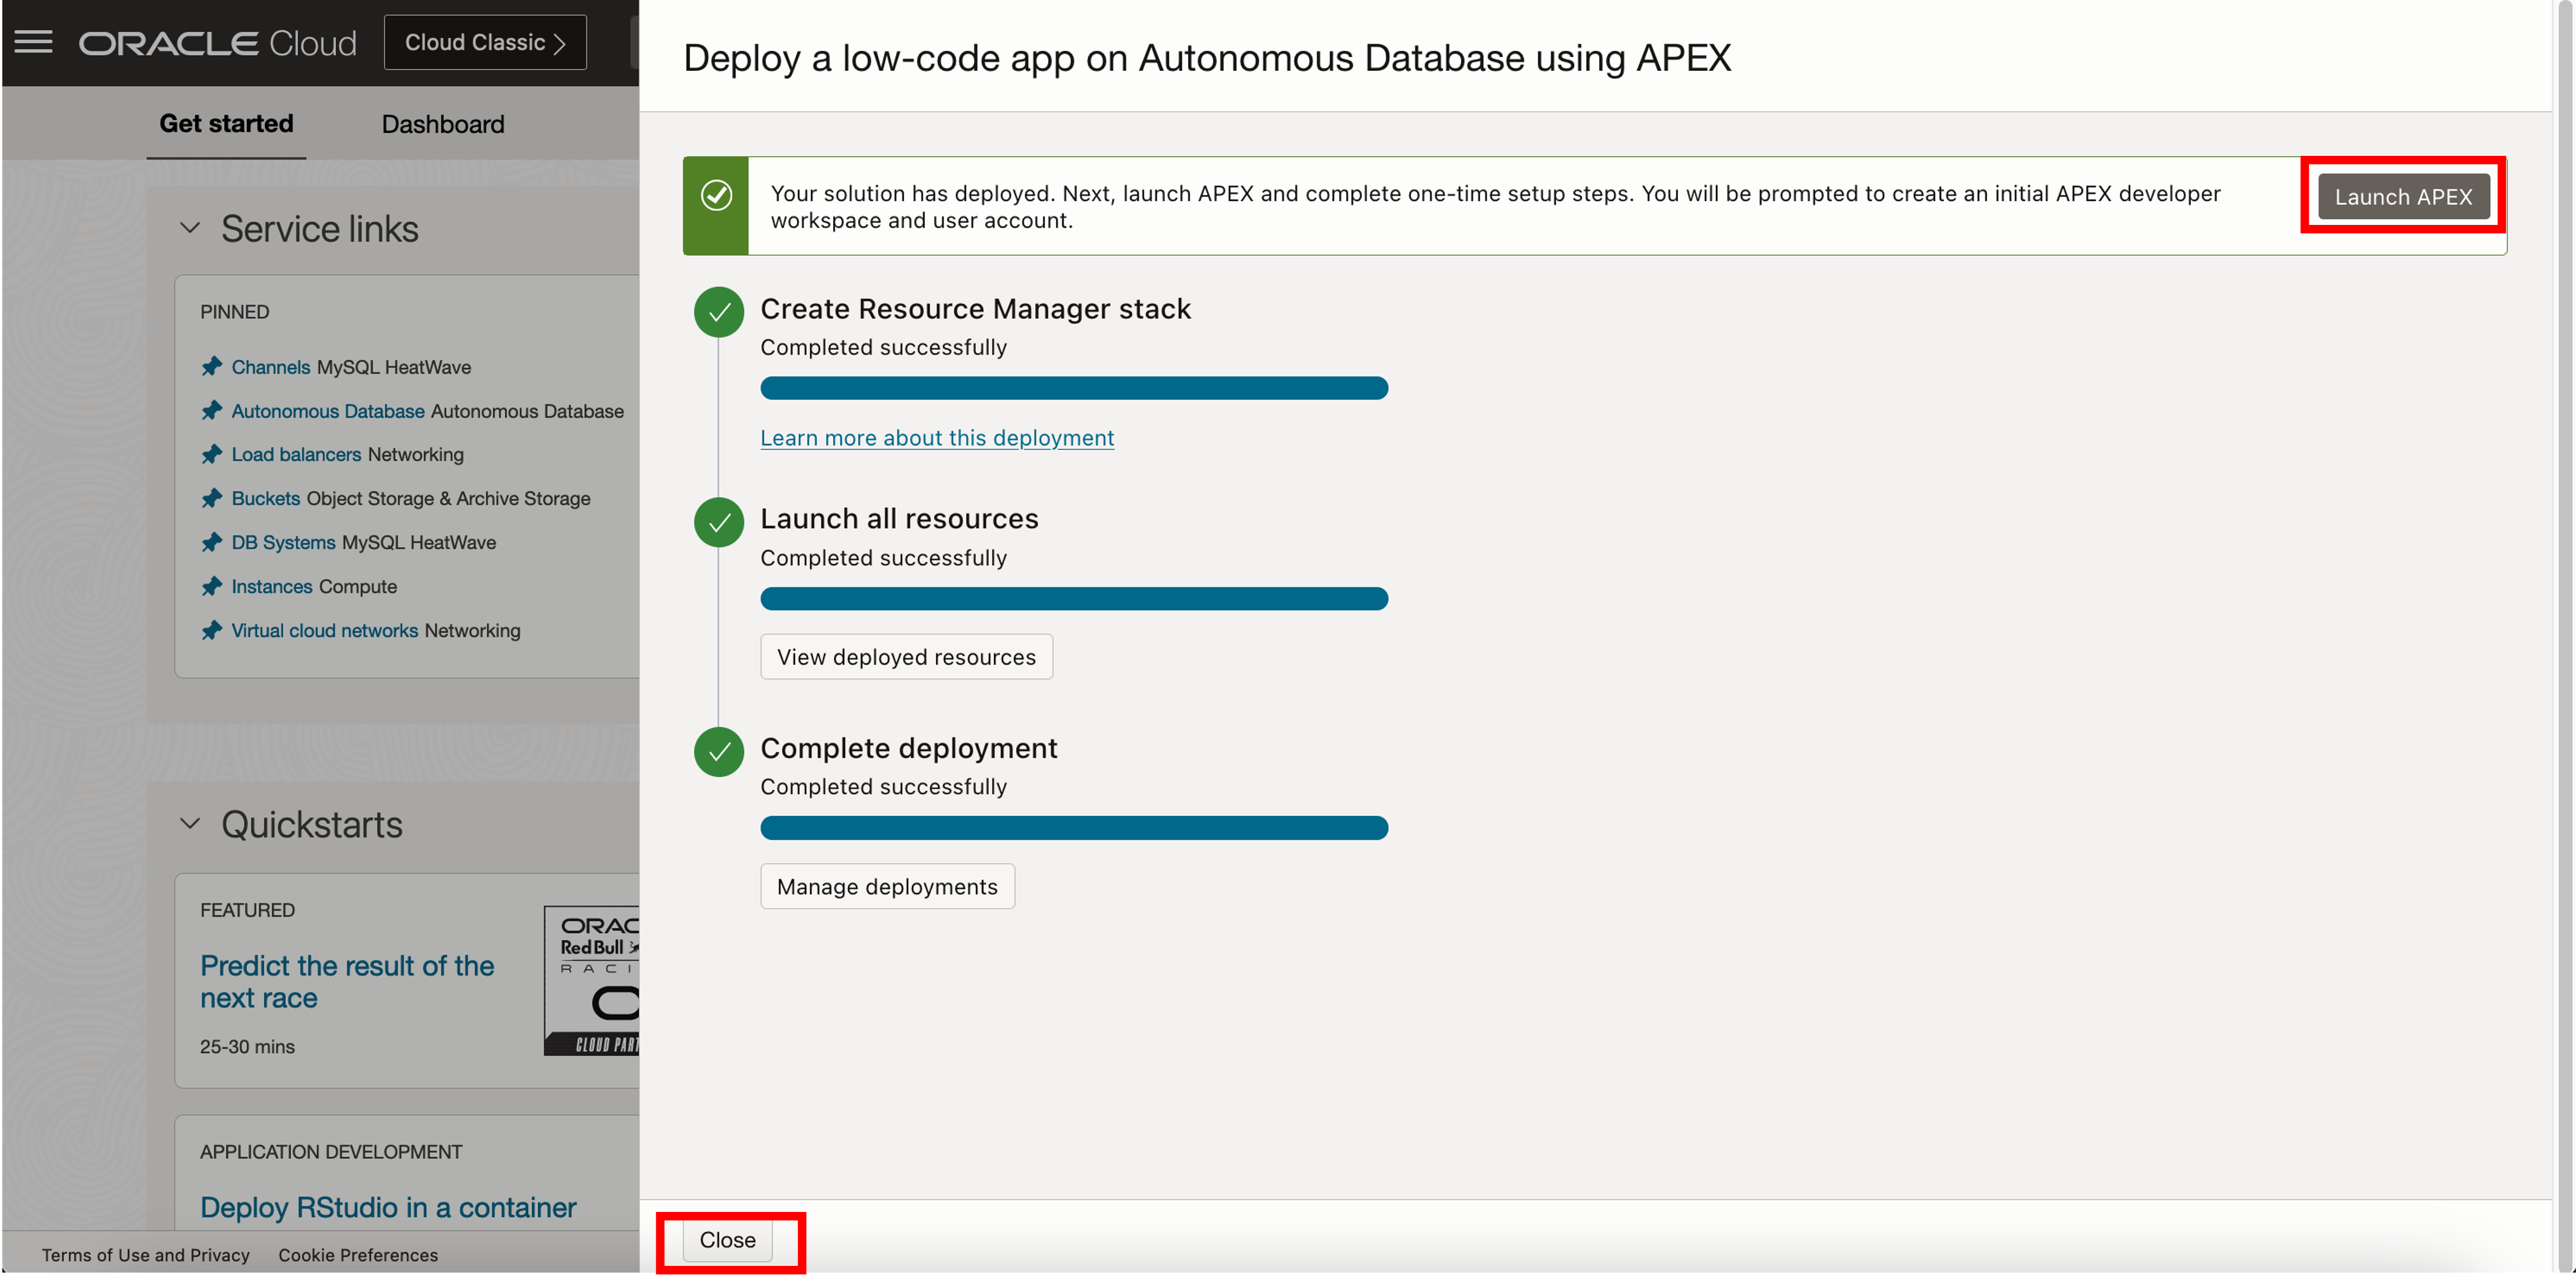 ORACLE Cloud
Cloud Classic
Get started
Dashboard
Service links
PINNED
Channels MySQL HeatWave
Autonomous Database Autonomous Database
Load balancers Networking
Buckets Object Storage & Archive Storage
DB Systems MySQL HeatWave
Instances Compute
Virtual cloud networks Networking
Quickstarts
FEATURED
Predict the result of the
next race
25-30 mins
ORAC
Red Bull
RACI
CLOUD PART
APPLICATION DEVELOPMENT
Deploy RStudio in a container
Terms of Use and Privacy
Cookie Preferences
Deploy a low-code app on Autonomous Database using APEX
Your solution has deployed. Next, launch APEX and complete one-time setup steps. You will be prompted to create an initial APEX developer
workspace and user account.
Launch APEX
Create Resource Manager stack
Completed successfully
Learn more about this deployment
Launch all resources
Completed successfully
View deployed resources
Complete deployment
Completed successfully
Manage deployments
Close